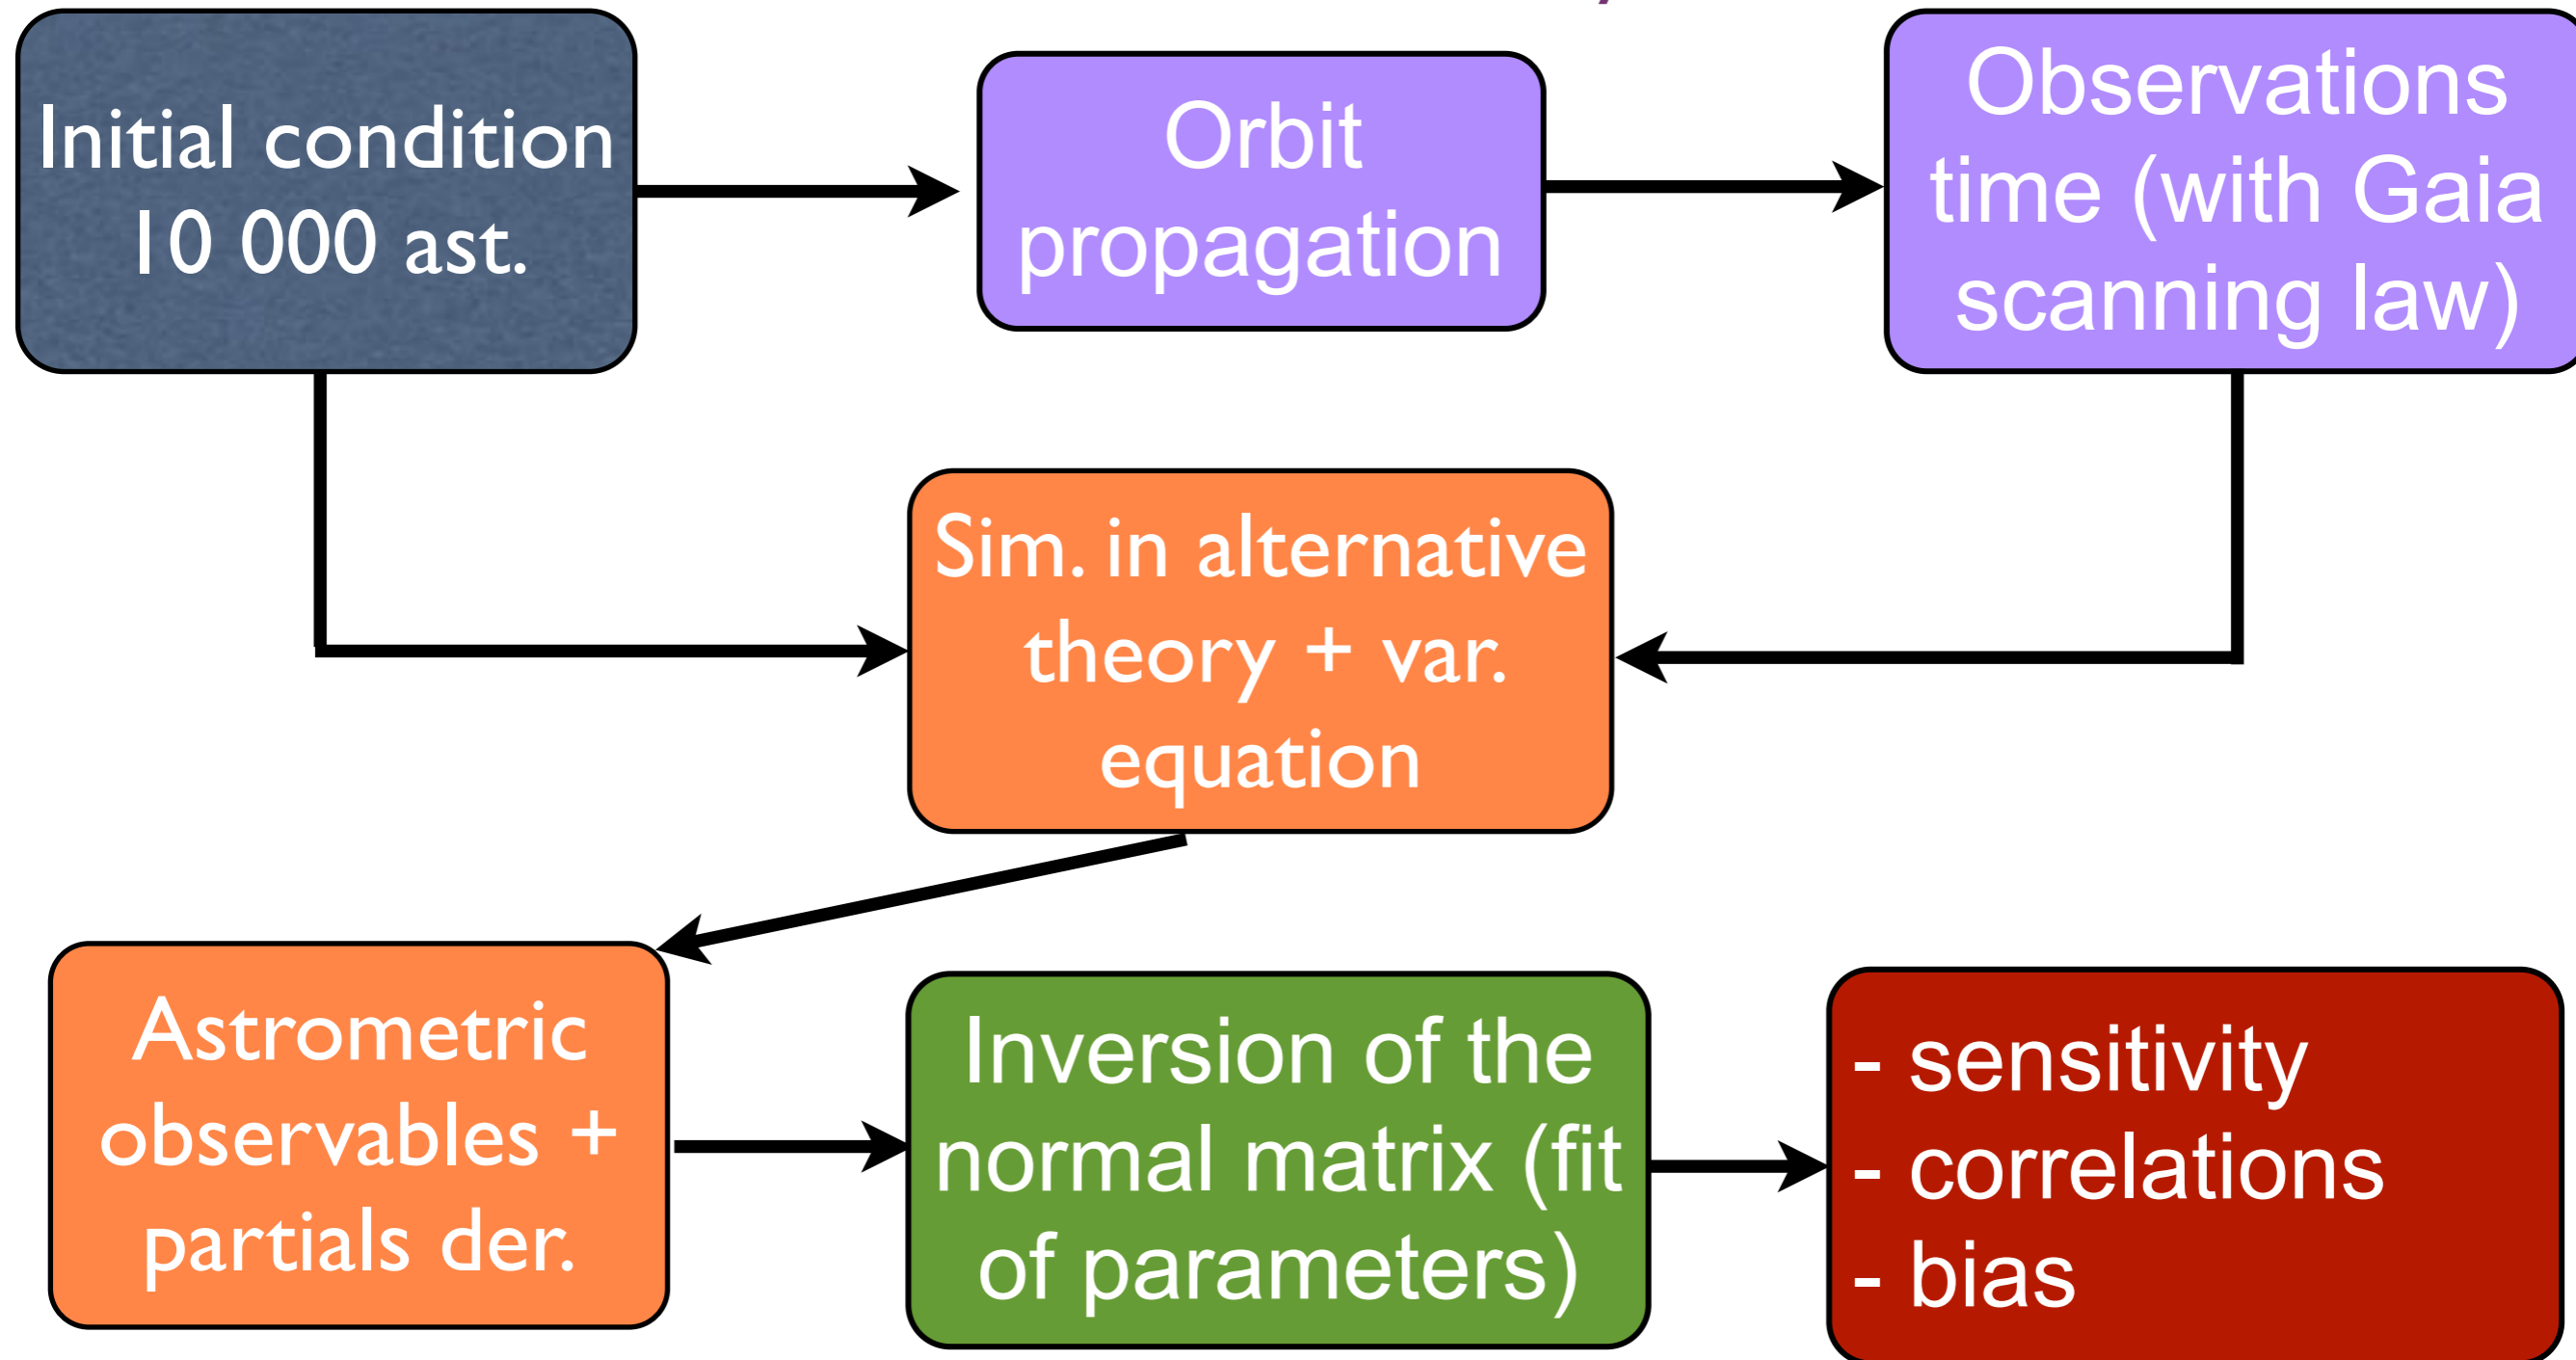 Initial condition
10 000 ast.
Orbit
propagation
Observations
time (with Gaia
scanning law)
Sim. in alternative
theory + var.
equation
Astrometric
observables +
partials der.
Inversion of the
normal matrix (fit
of parameters)
- sensitivity
- correlations
- bias